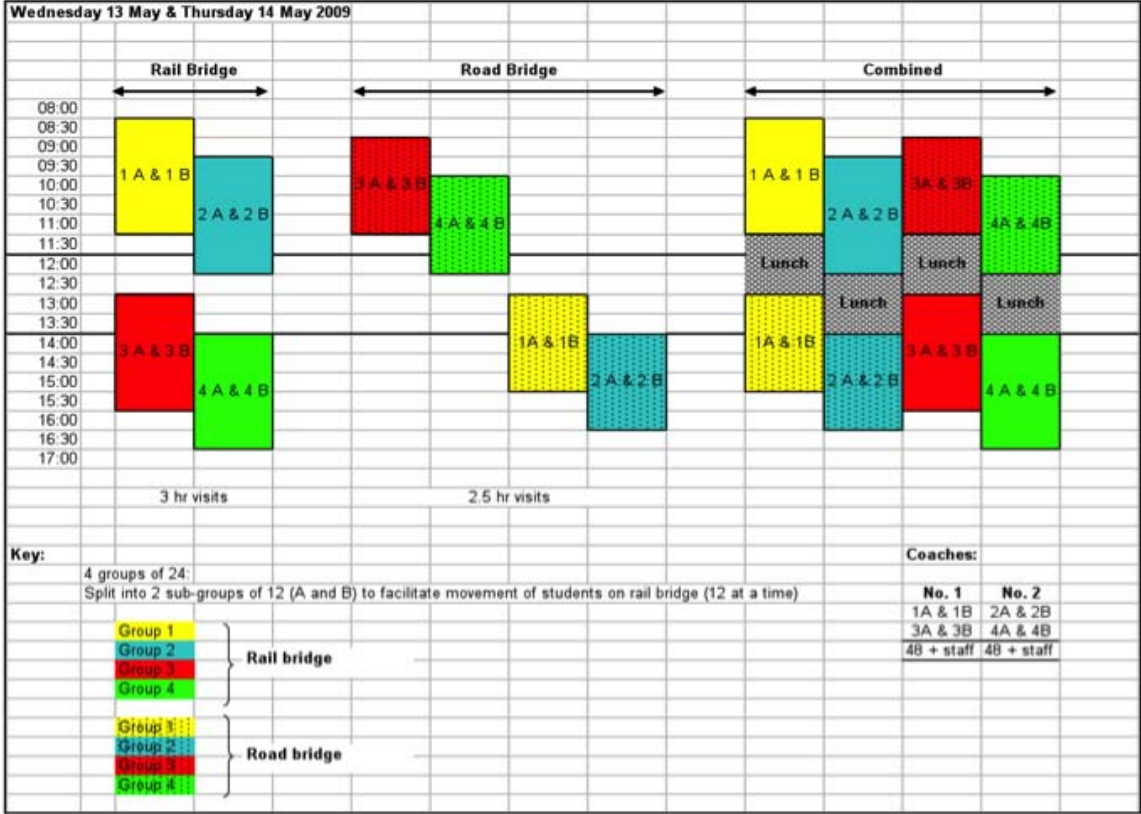 Wednesday 13 May & Thursday 14 May 2009
Rail Bridge
Road Bridge
Combined
08:00
08:30
09:00
09:30
10:00
10:30
11:00
11:30
12:00
12:30
13:00
13:30
14:00
14:30
15:00
15:30
16:00
16:30
17:00
1 A & 1 B
2 A & 2 B
3 A & 3 B
4 A & 4 B
3 A & 3 B
4 A & 4 B
1A & 1B
2 A & 2 B
1 A & 1 B
2 A & 2 B
3A & 3B
4A & 4B
Lunch
Lunch
Lunch
Lunch
1A & 1B
2 A & 2 B
3 A & 3 B
4 A & 4 B
3 hr visits
2.5 hr visits
Key:
4 groups of 24:
Split into 2 sub-groups of 12 (A and B) to facilitate movement of students on rail bridge (12 at a time)
Group 1
Group 2
Group 3
Group 4
Rail bridge
Group
Group 2
Group 3
Group 4
Road bridge
Coaches:
No. 1 No. 2
1A & 1B 2A & 2B
3A & 3B 4A & 4B
48 + staff 48 + staff